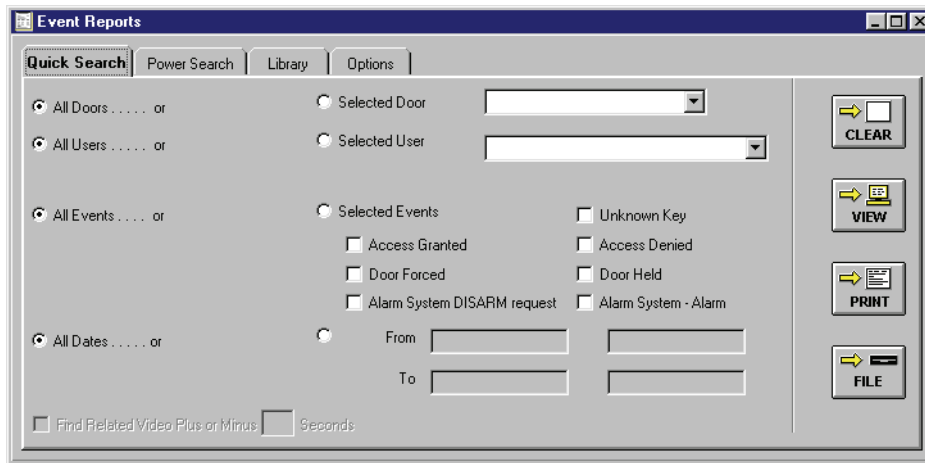 Event Reports
Quick Search Power Search Library Options
All Doors . . . . . or Selected Door
CLEAR
All Users . . . . . or Selected User
VIEW
All Events . . . . or Selected Events Unknown Key
Access Granted Access Denied
Door Forced Door Held
PRINT
Alarm System DISARM request Alarm System - Alarm
All Dates . . . . . or From
To
FILE
Find Related Video Plus or Minus Seconds